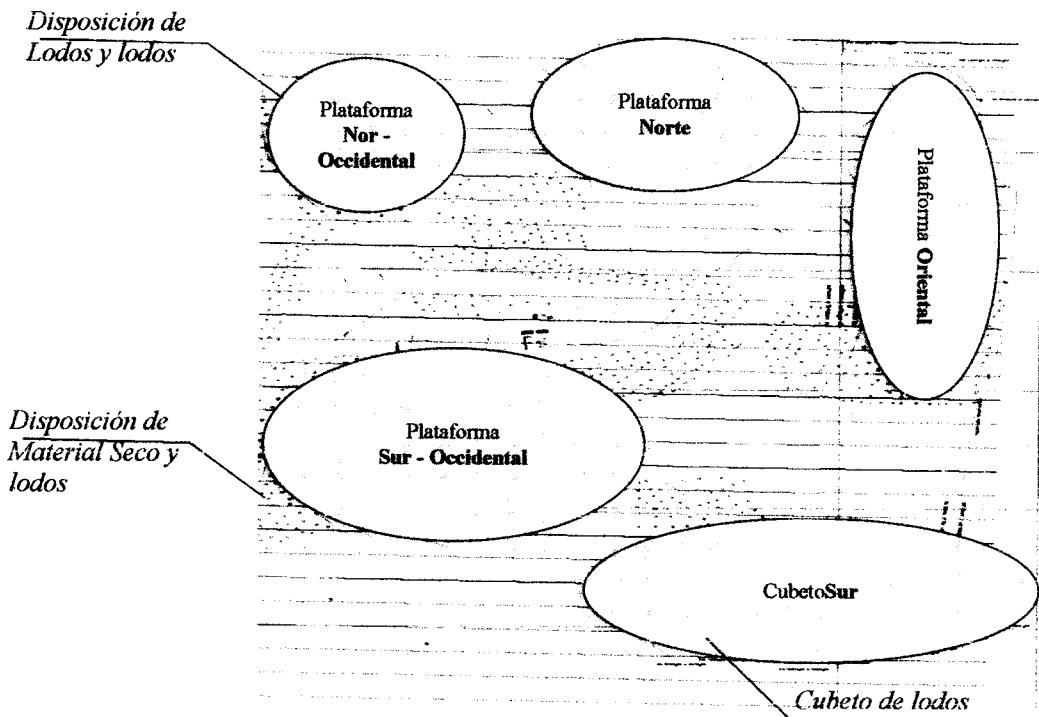 Disposición de
Lodos y lodos
Plataforma
Nor -
Occidental
Plataforma
Norte
Plataforma Oriental
Disposición de
Material Seco y
lodos
Plataforma
Sur - Occidental
CubetoSur
Cubeto de lodos